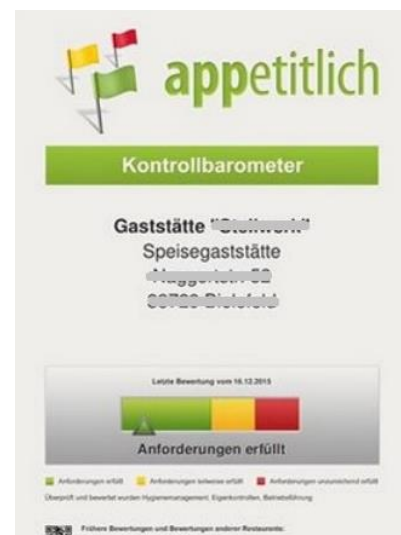 appetitlich
Kontrollbarometer
Gaststätte
Speisegaststätte
Letzte Bewertung vom 16.12.2015
Anforderungen erfüllt
Anforderungen erfüllt Anforderungen teilweise erfüllt Anforderungen unzureichend erfüllt
Überprüft und bewertet wurden Hygienemanagement, Eigenkontrollen, Betriebsführung
Frühere Bewertungen und Bewertungen anderer Restaurants: